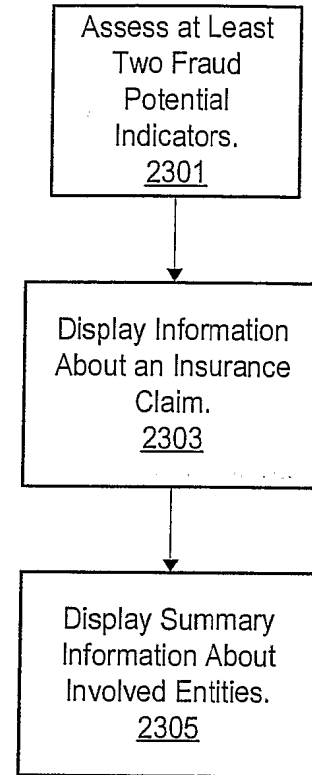 Assess at Least
Two Fraud
Potential
Indicators.
2301
Display Information
About an Insurance
Claim.
2303
Display Summary
Information About
Involved Entities.
2305